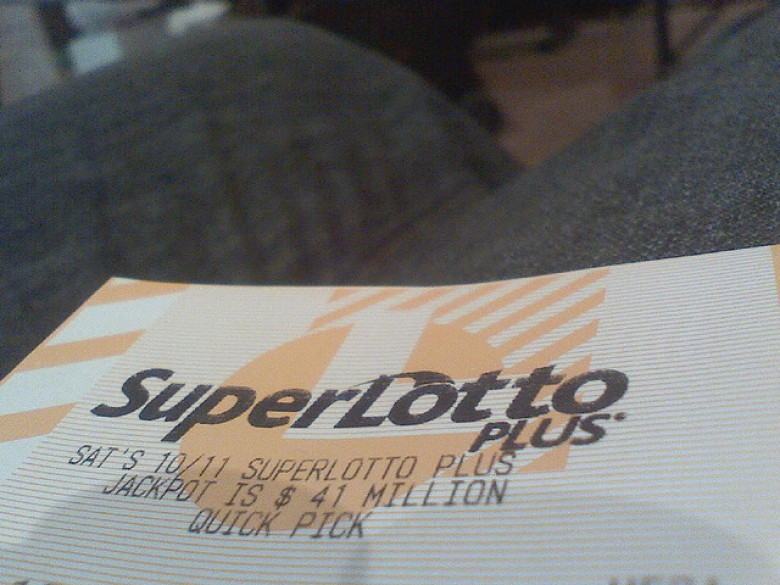 SuperLotto
PLUS
SAT'S 10/11 SUPERLOTTO PLUS
JACKPOT IS $ 41 MILLION
QUICK PICK